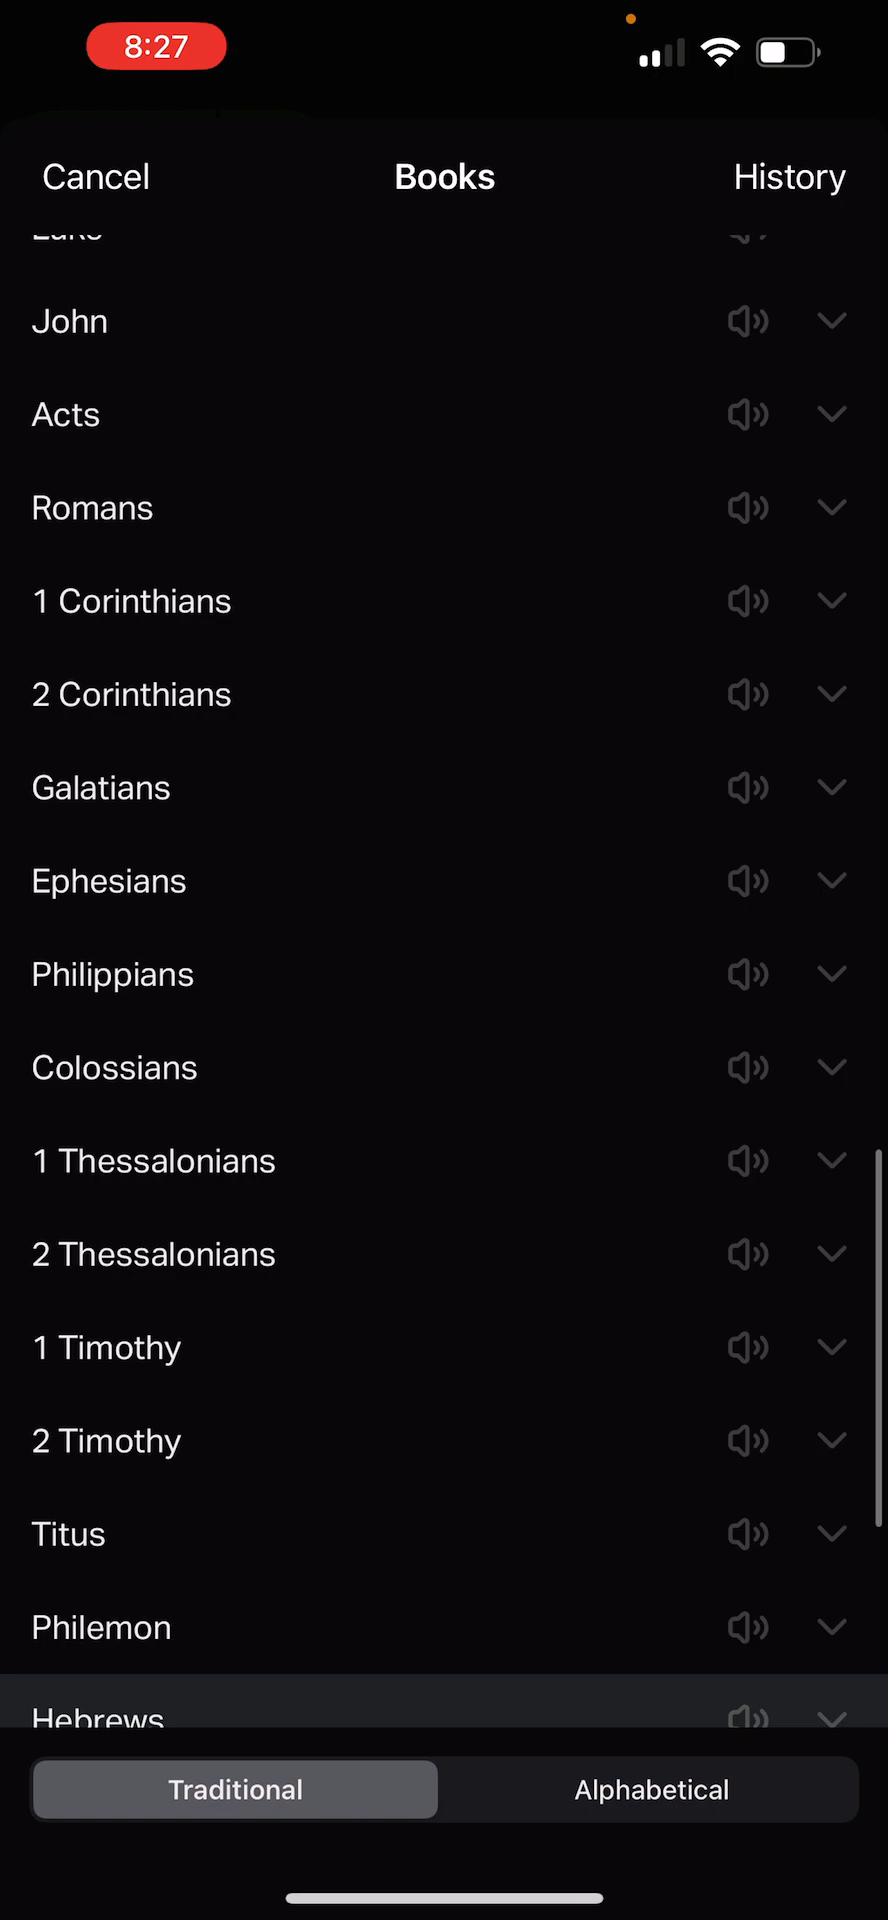 8:27
Cancel Books History
Luke
John
Acts
Romans
1 Corinthians
2 Corinthians
Galatians
Ephesians
Philippians
Colossians
1 Thessalonians
2 Thessalonians
1 Timothy
2 Timothy
Titus
Philemon
Hebrews
Traditional Alphabetical